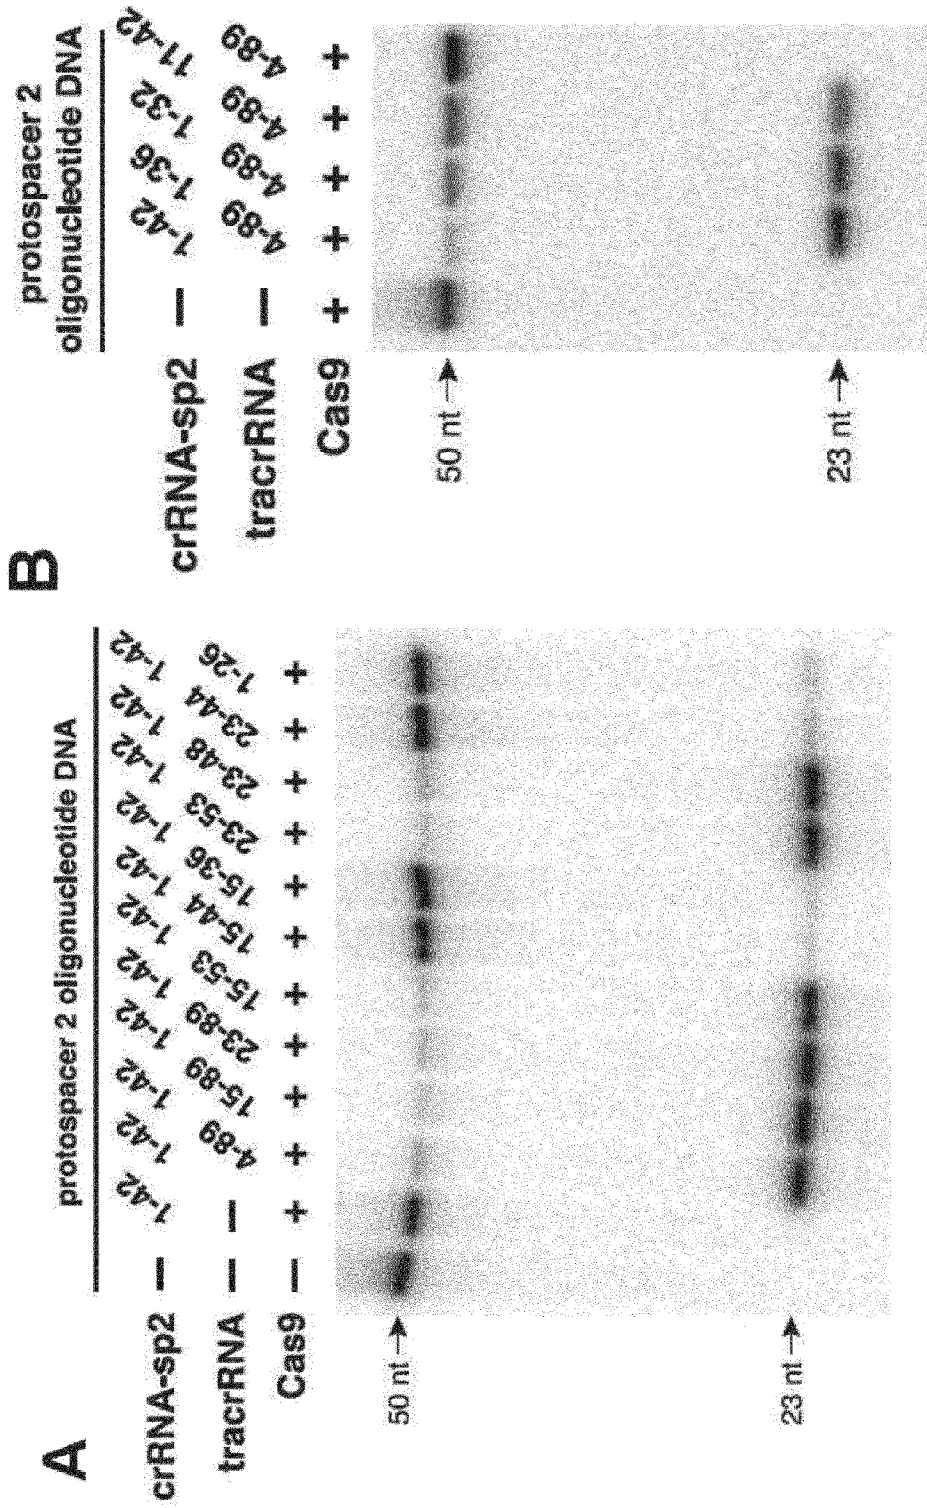 A
protospacer 2 oligonucleotide DNA
crRNA-sp2 — 1-42 1-42 1-42 1-42 1-42 1-42 1-42 1-42 1-42 1-42 1-42
tracrRNA — — 4-89 15-89 23-89 15-53 15-44 15-36 23-53 23-48 23-44 1-26
Cas9 — + + + + + + + + + + +
50 nt →
23 nt →
B
protospacer 2
oligonucleotide DNA
crRNA-sp2 — 1-42 1-36 1-32 11-42
tracrRNA — 4-89 4-89 4-89 4-89
Cas9 + + + + +
50 nt →
23 nt →